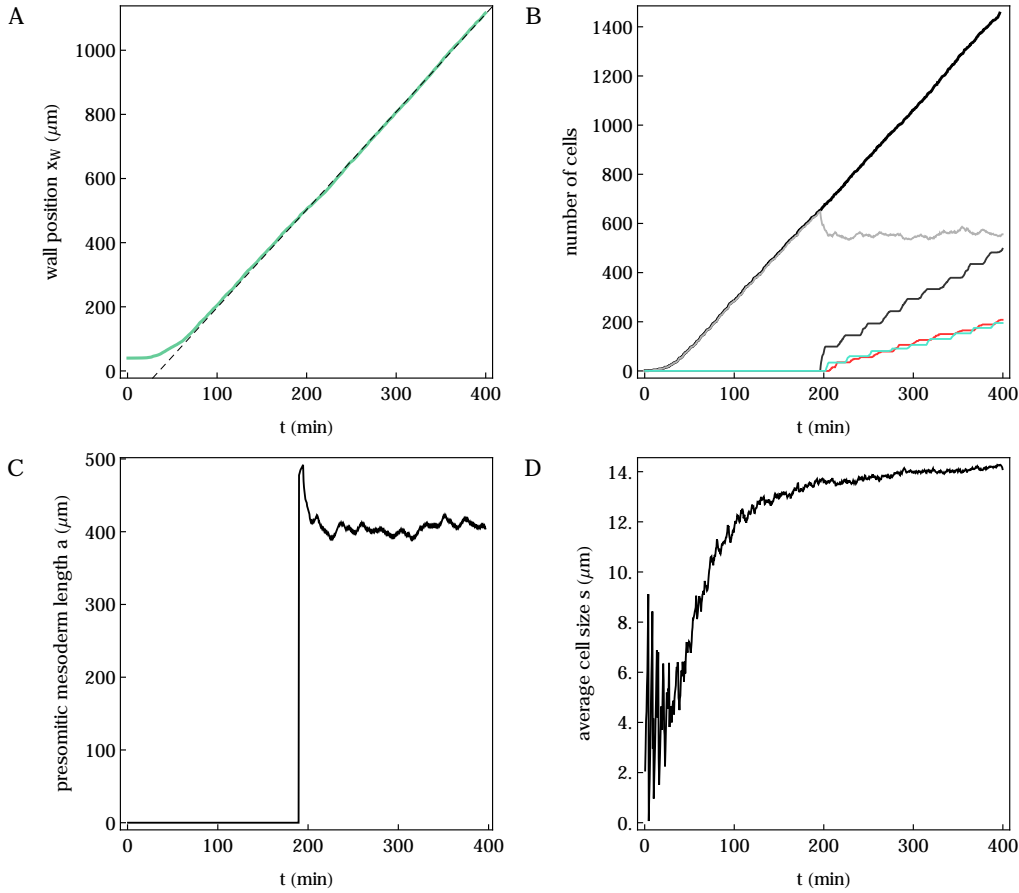 A
wall position x_W (μm)
1000
800
600
400
200
0
0 100 200 300 400
t (min)
B
number of cells
1400
1200
1000
800
600
400
200
0
0 100 200 300 400
t (min)
C
presomitic mesoderm length a (μm)
500
400
300
200
100
0
0 100 200 300 400
t (min)
D
average cell size s (μm)
14.
12.
10.
8.
6.
4.
2.
0.
0 100 200 300 400
t (min)